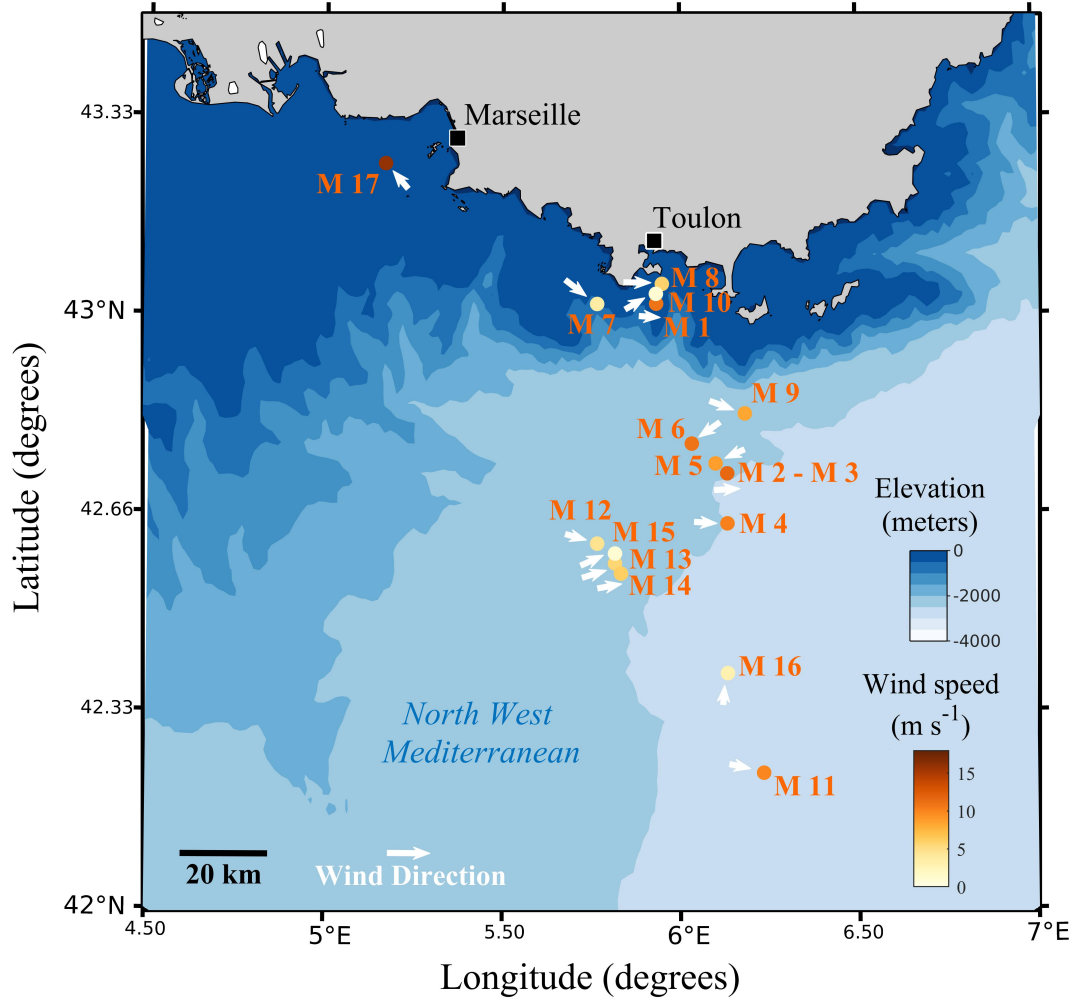 43.33
43°N
42.66
42.33
42°N
Latitude (degrees)
4.50
5°E
5.50
6°E
6.50
7°E
Longitude (degrees)
Marseille
M 17
Toulon
M 8
M 10
M 7
M 1
M 9
M 6
M 5
M 2 - M 3
M 12
M 4
M 15
M 13
M 14
M 16
M 11
North West
Mediterranean
Elevation
(meters)
0
-2000
-4000
Wind speed
(m s-1)
15
10
5
0
20 km
Wind Direction